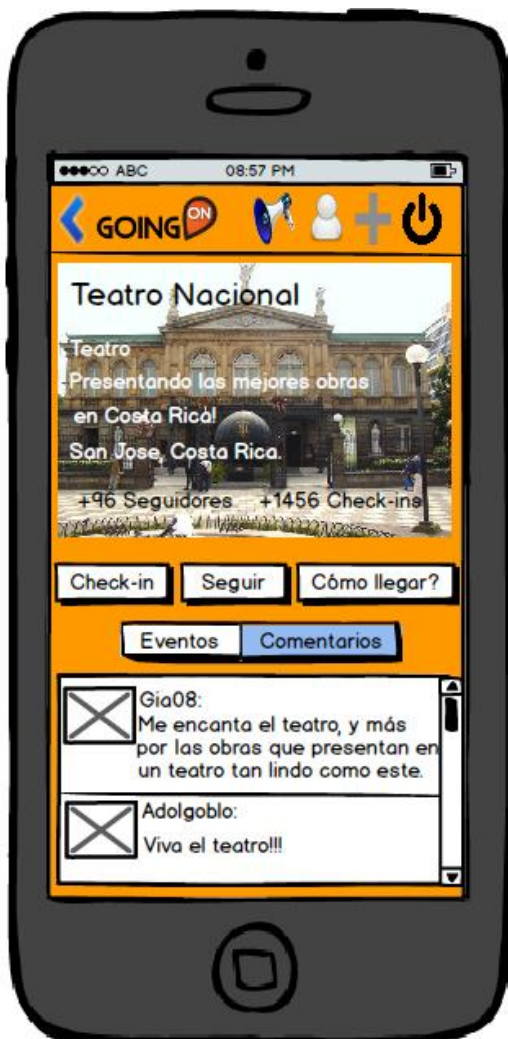 ABC 08:57 PM
GOING ON
Teatro Nacional
Teatro
Presentando las mejores obras
en Costa Rica!
San Jose, Costa Rica.
+96 Seguidores +1456 Check-ins
Check-in Seguir Cómo llegar?
Eventos Comentarios
Gia08:
Me encanta el teatro, y más
por las obras que presentan en
un teatro tan lindo como este.
Adolgoblo:
Viva el teatro!!!